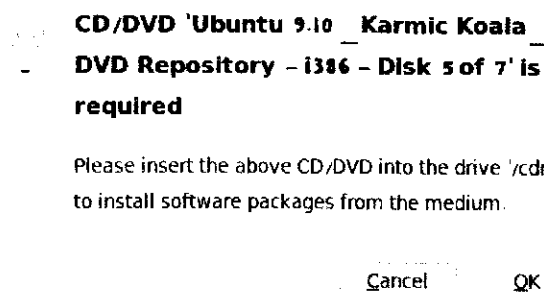 CD/DVD 'Ubuntu 9.10 _Karmic Koala_
DVD Repository - i386 - Disk 5 of 7' is
required
Please insert the above CD/DVD into the drive '/cdr
to install software packages from the medium.
Cancel OK